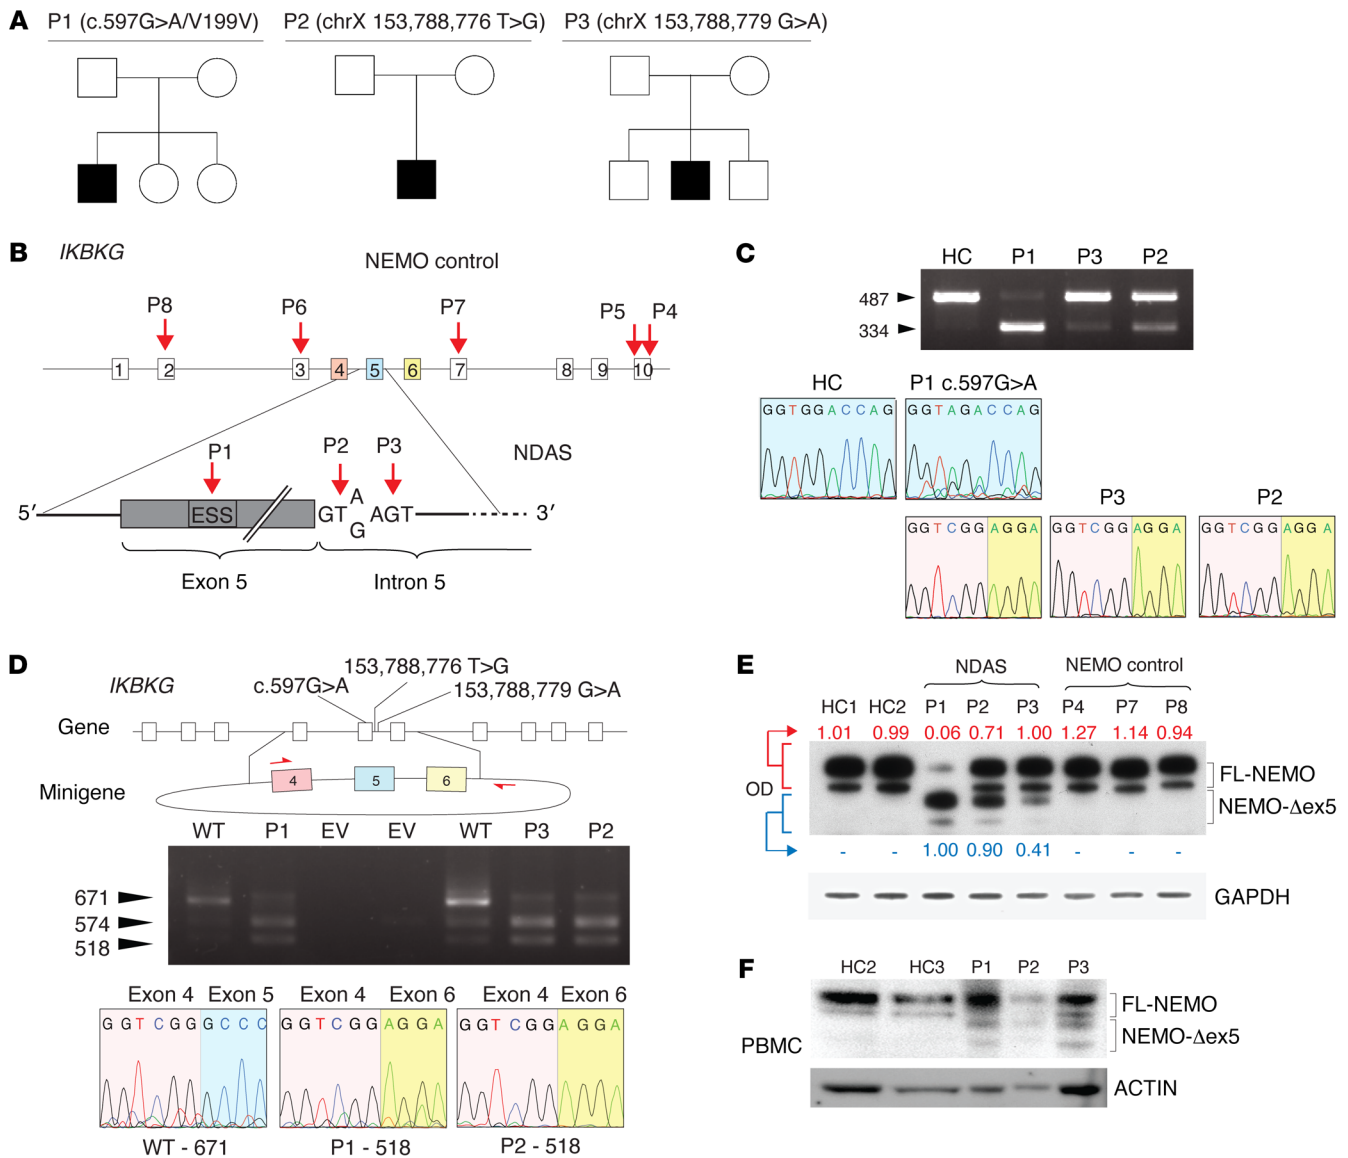 A
P1 (c.597G>A/V199V)
P2 (chrX 153,788,776 T>G)
P3 (chrX 153,788,779 G>A)
B
IKBKG
NEMO control
P8
P6
P7
P5
P4
1
2
3
4
5
6
7
8
9
10
P1
P2
P3
NDAS
5′
ESS
GT
A
G
AGT
3′
Exon 5
Intron 5
C
HC
P1
P3
P2
487
334
HC
P1 c.597G>A
GGTGGACCAG
GGTAGACCAG
P3
P2
GGTCGGAGGA
GGTCGGAGGA
GGTCGGAGGA
D
IKBKG
153,788,776 T>G
c.597G>A
153,788,779 G>A
Gene
Minigene
4
5
6
WT
P1
EV
EV
WT
P3
P2
671
574
518
Exon 4
Exon 5
Exon 4
Exon 6
Exon 4
Exon 6
GGTCGGGCCC
GGTCGGAGGA
GGTCGGAGGA
WT - 671
P1 - 518
P2 - 518
E
NDAS
NEMO control
HC1
HC2
P1
P2
P3
P4
P7
P8
1.01
0.99
0.06
0.71
1.00
1.27
1.14
0.94
OD
FL-NEMO
NEMO-Δex5
-
-
1.00
0.90
0.41
-
-
-
GAPDH
F
HC2
HC3
P1
P2
P3
PBMC
FL-NEMO
NEMO-Δex5
ACTIN